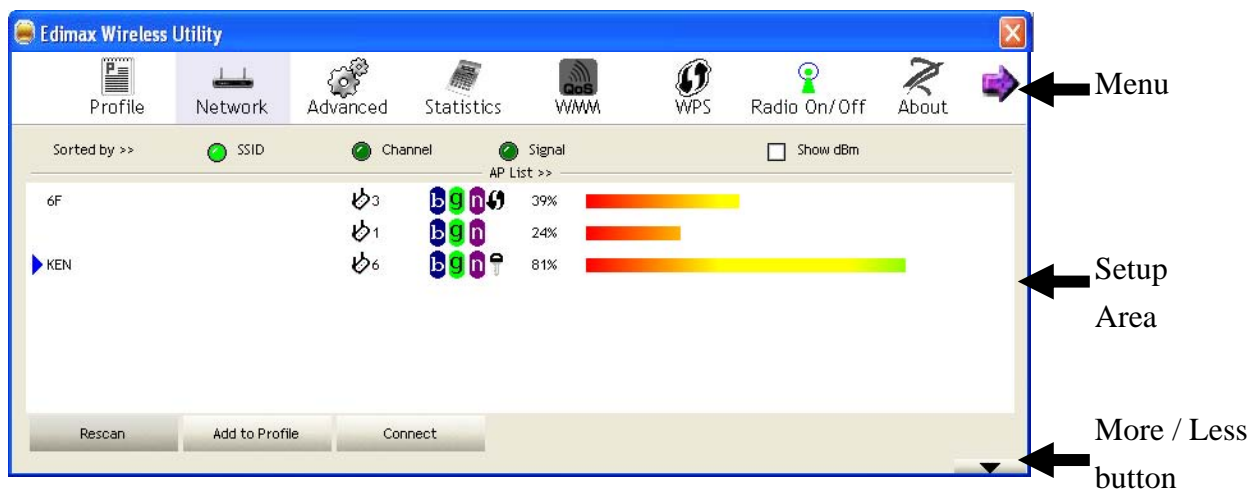 Edimax Wireless Utility
Profile Network Advanced Statistics QoS WMM WPS Radio On/Off About
Menu
Sorted by >> SSID Channel Signal Show dBm
AP List >>
6F 3 b g n 39%
1 b g n 24%
KEN 6 b g n 81%
Setup
Area
Rescan Add to Profile Connect
More / Less
button